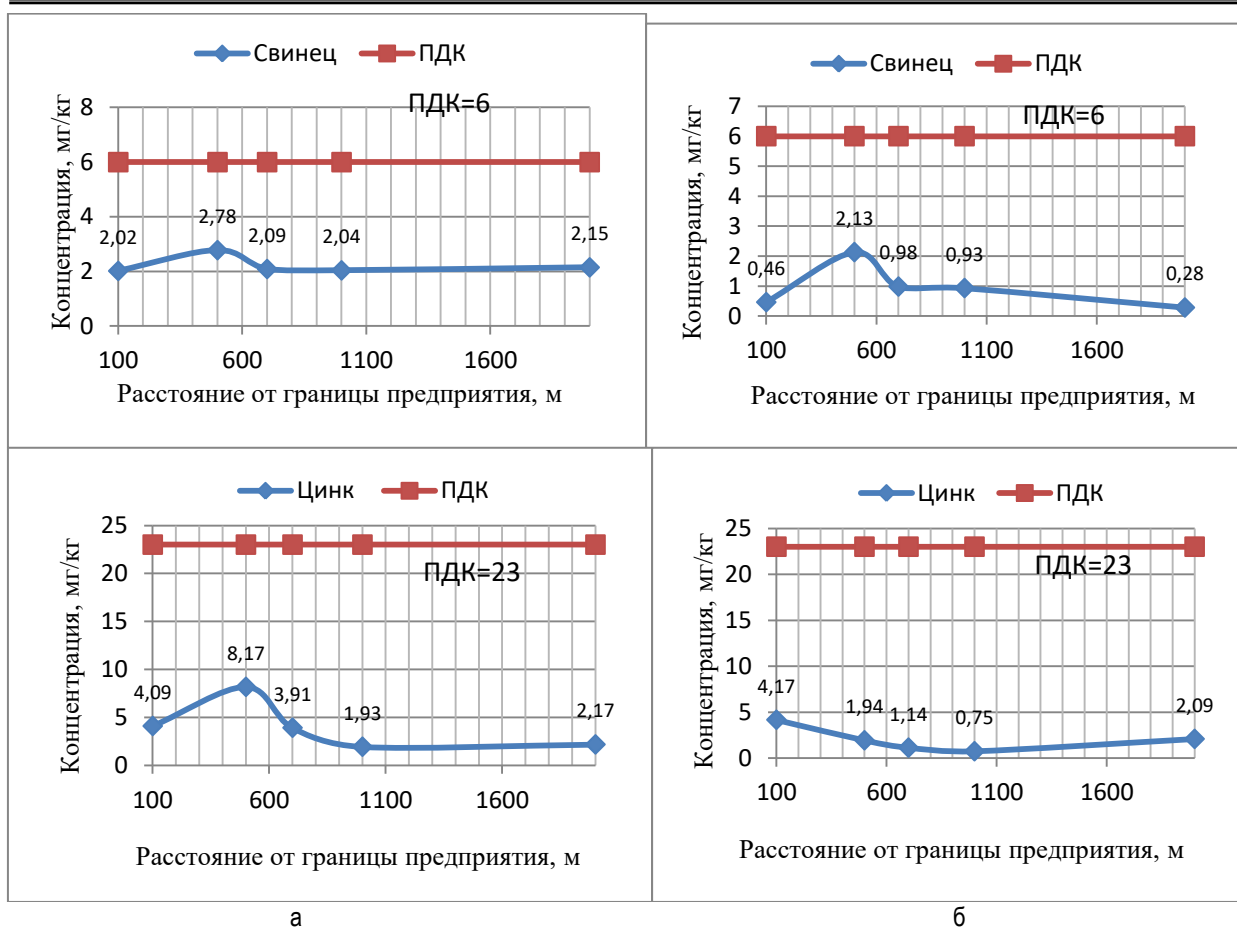 Свинец ПДК
ПДК=6
8
6
4
2
0
2,02
2,78
2,09
2,04
2,15
100 600 1100 1600
Концентрация, мг/кг
Расстояние от границы предприятия, м
Свинец ПДК
ПДК=6
7
6
5
4
3
2
1
0
0,46
2,13
0,98
0,93
0,28
100 600 1100 1600
Концентрация, мг/кг
Расстояние от границы предприятия, м
Цинк ПДК
ПДК=23
25
20
15
10
5
0
4,09
8,17
3,91
1,93
2,17
100 600 1100 1600
Концентрация, мг/кг
Расстояние от границы предприятия, м
Цинк ПДК
ПДК=23
25
20
15
10
5
0
4,17
1,94
1,14
0,75
2,09
100 600 1100 1600
Концентрация, мг/кг
Расстояние от границы предприятия, м
а
б